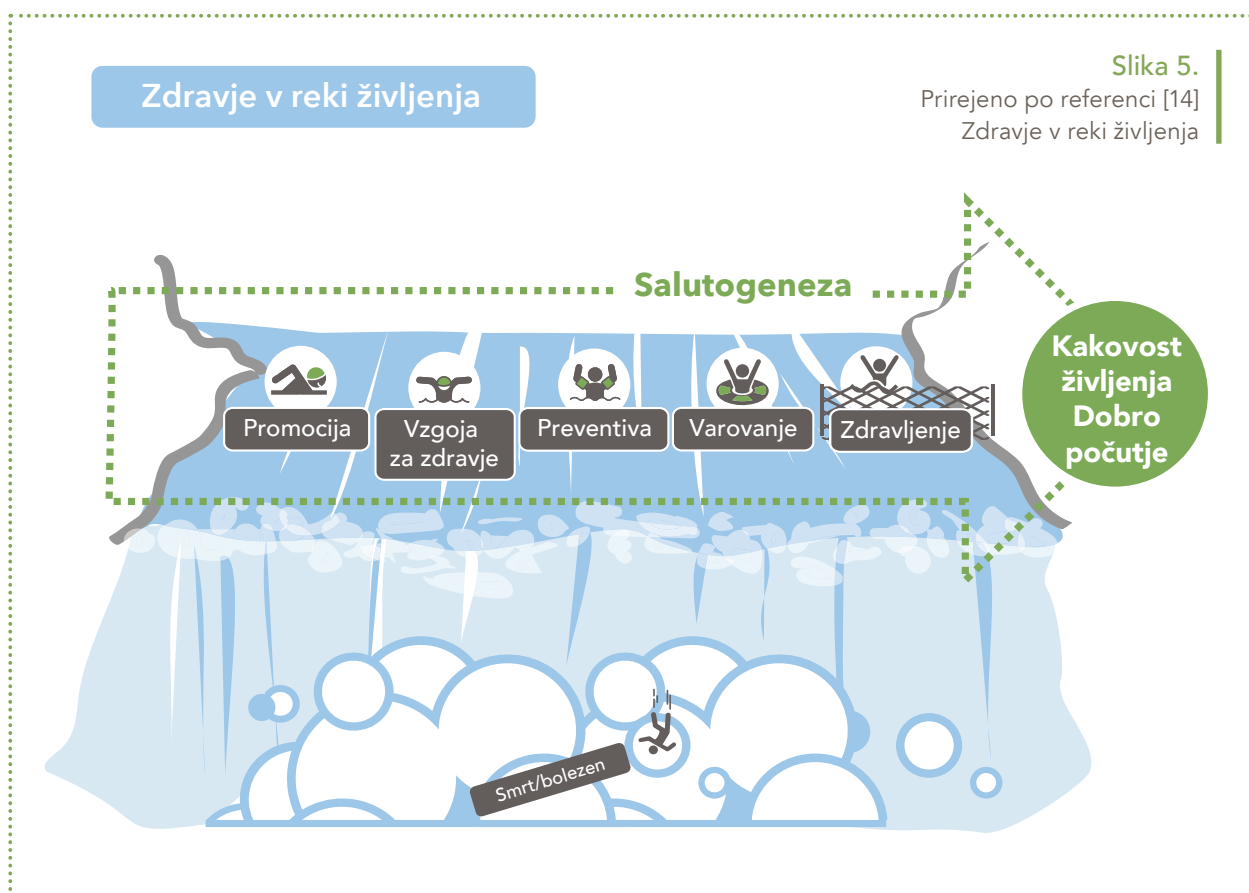 Zdravje v reki življenja
Slika 5.
Prirejeno po referenci [14]
Zdravje v reki življenja
Salutogeneza
Kakovost
življenja
Dobro
počutje
Promocija
Vzgoja
za zdravje
Preventiva
Varovanje
Zdravljenje
Smrt/bolezen